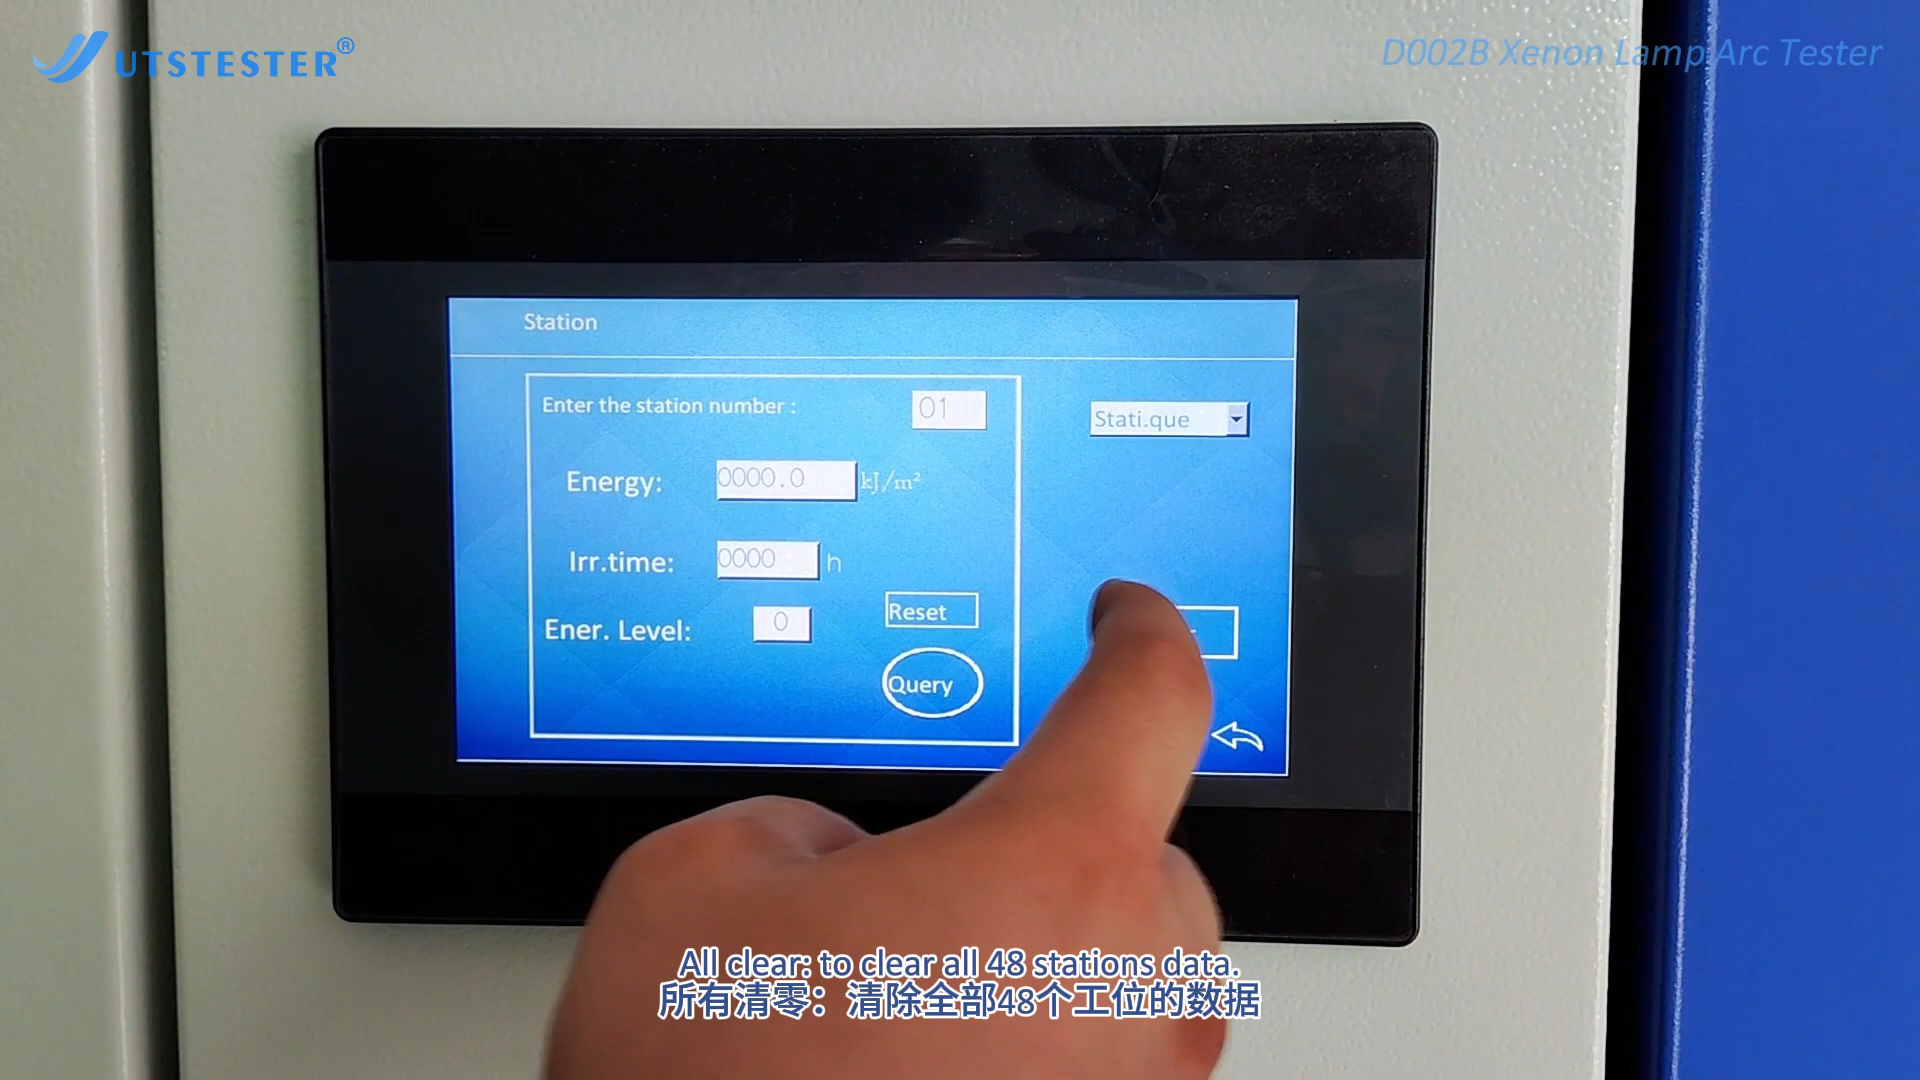 UTSTESTER®
D002B Xenon Lamp Arc Tester
Station
Enter the station number : 01
Stati.que
Energy: 0000.0 kJ/m²
Irr.time: 0000 h
Reset
Ener. Level: 0
Query
All clear: to clear all 48 stations data.
所有清零：清除全部48个工位的数据